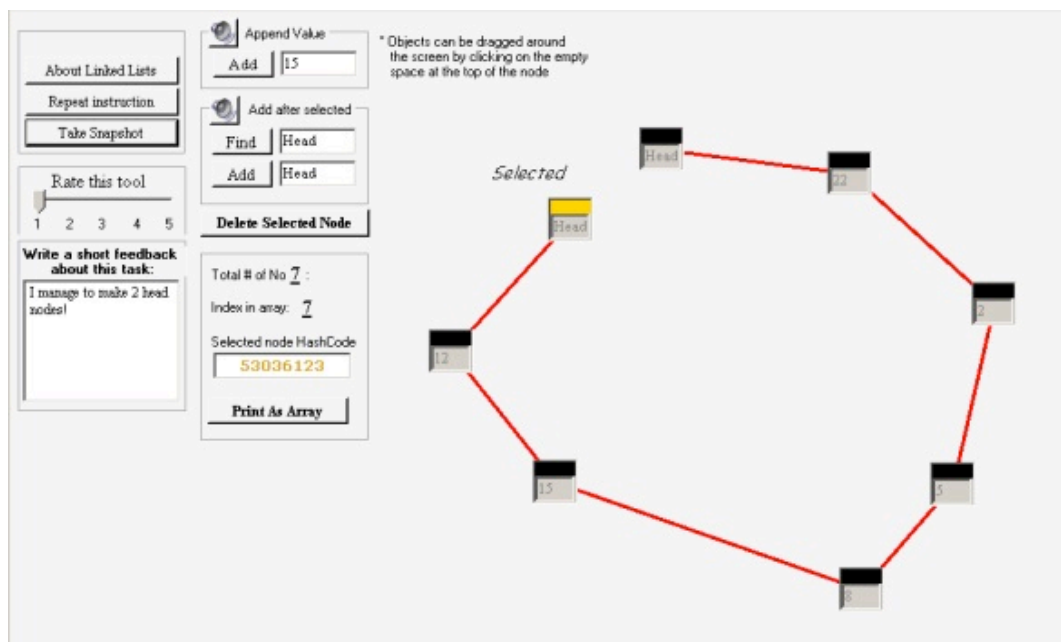 About Linked Lists
Repeat instruction
Take Snapshot
Rate this tool
1 2 3 4 5
Write a short feedback
about this task:
I manage to make 2 head
nodes!
Append Value
Add 15
Add after selected
Find Head
Add Head
Delete Selected Node
Total # of No 7 :
Index in array: 7
Selected node HashCode
53036123
Print As Array
* Objects can be dragged around
the screen by clicking on the empty
space at the top of the node
Selected
Head
Head
22
2
12
15
5
8